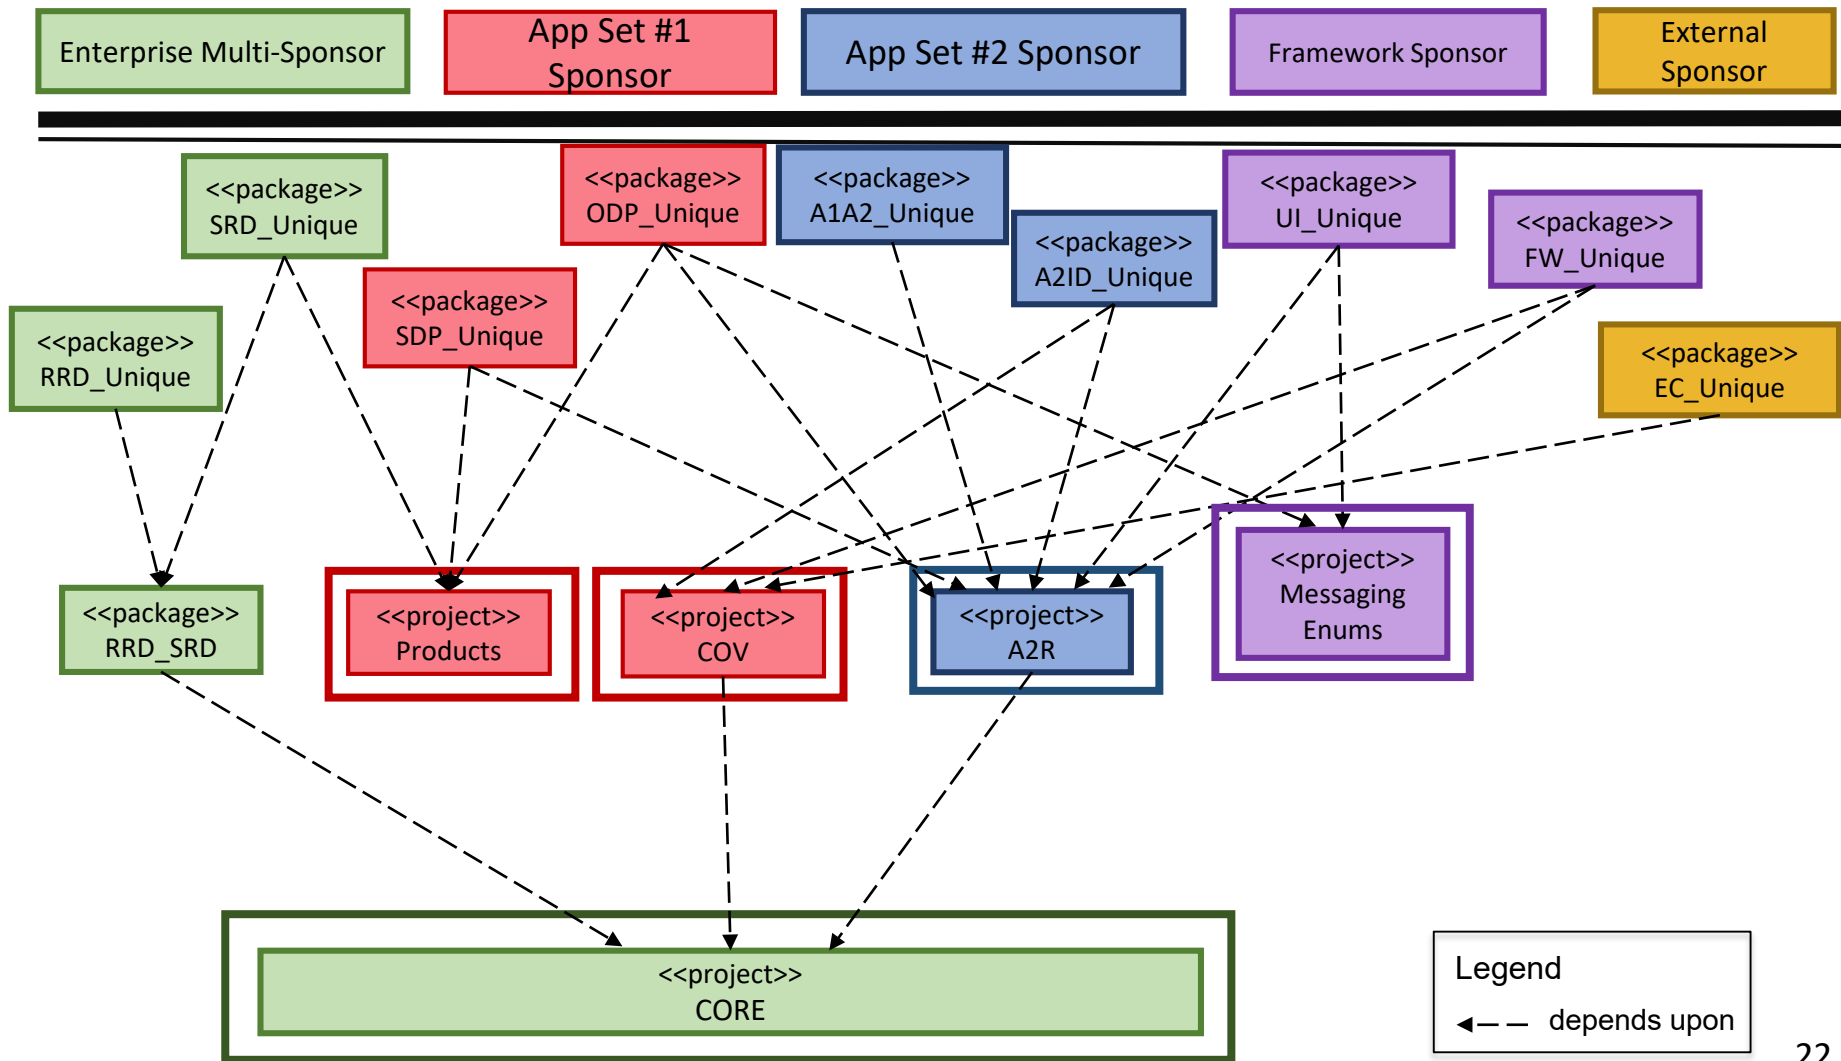 Enterprise Multi-Sponsor
App Set #1
Sponsor
App Set #2 Sponsor
Framework Sponsor
External
Sponsor
<<package>>
SRD_Unique
<<package>>
ODP_Unique
<<package>>
A1A2_Unique
<<package>>
A2ID_Unique
<<package>>
UI_Unique
<<package>>
FW_Unique
<<package>>
RRD_Unique
<<package>>
SDP_Unique
<<package>>
EC_Unique
<<package>>
RRD_SRD
<<project>>
Products
<<project>>
COV
<<project>>
A2R
<<project>>
Messaging
Enums
<<project>>
CORE
Legend
depends upon
22